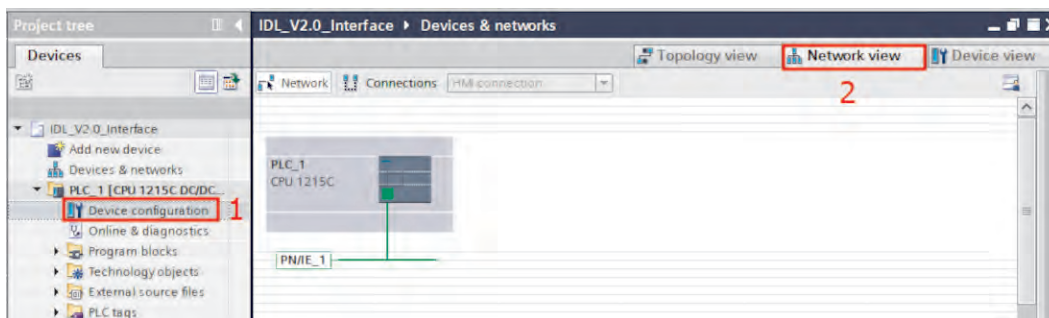 Project tree
IDL_V2.0_Interface ▸ Devices & networks
Devices
Topology view
Network view
Device view
2
Network
Connections
HMI connection
IDL_V2.0_Interface
Add new device
Devices & networks
PLC_1 [CPU 1215C DC/DC...
Device configuration
1
Online & diagnostics
Program blocks
Technology objects
External source files
PLC tags
PLC_1
CPU 1215C
PN/IE_1